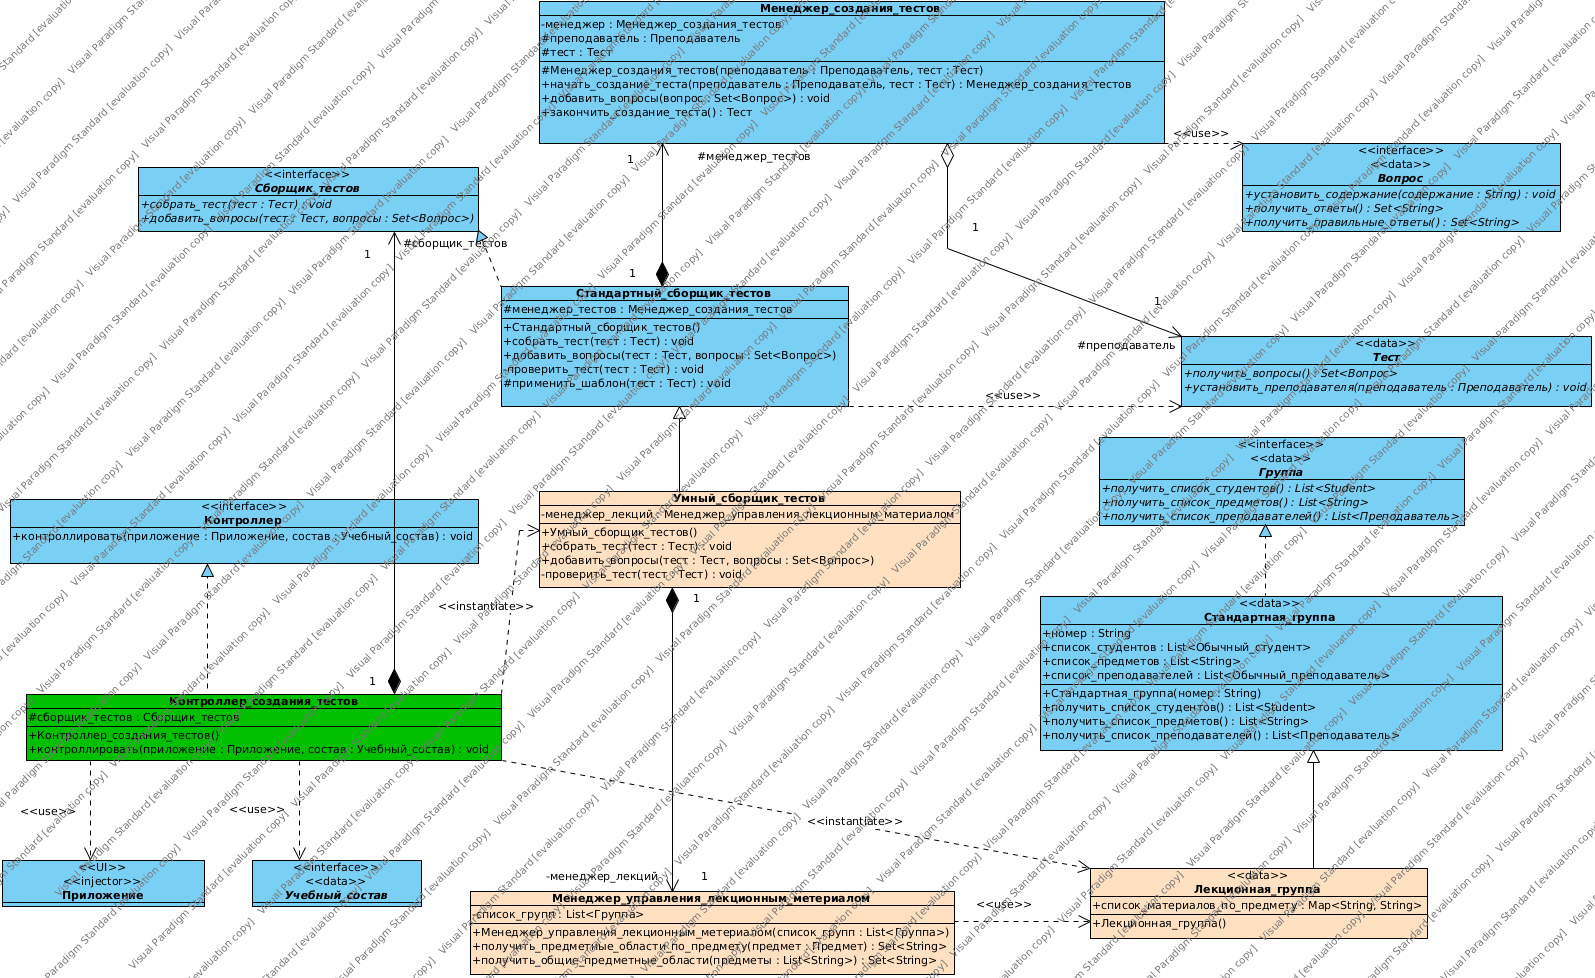 Менеджер_создания_тестов
-менеджер : Менеджер_создания_тестов
#преподаватель : Преподаватель
#тест : Тест
#Менеджер_создания_тестов(преподаватель : Преподаватель, тест : Тест)
+начать_создание_теста(преподаватель : Преподаватель, тест : Тест) : Менеджер_создания_тестов
+добавить_вопросы(вопрос : Set<Вопрос>) : void
+закончить_создание_теста() : Тест
<<use>>
<<interface>>
<<data>>
Вопрос
+установить_содержание(содержание : String) : void
+получить_ответы() : Set<String>
+получить_правильные_ответы() : Set<String>
1
#менеджер_тестов
<<interface>>
Сборщик_тестов
+собрать_тест(тест : Тест) : void
+добавить_вопросы(тест : Тест, вопросы : Set<Вопрос>)
#сборщик_тестов
1
1
1
Стандартный_сборщик_тестов
#менеджер_тестов : Менеджер_создания_тестов
+Стандартный_сборщик_тестов()
+собрать_тест(тест : Тест) : void
+добавить_вопросы(тест : Тест, вопросы : Set<Вопрос>)
-проверить_тест(тест : Тест) : void
#применить_шаблон(тест : Тест) : void
1
#преподаватель
<<data>>
Тест
+получить_вопросы() : Set<Вопрос>
+установить_преподавателя(преподаватель : Преподаватель) : void
<<use>>
<<interface>>
<<data>>
Группа
+получить_список_студентов() : List<Student>
+получить_список_предметов() : List<String>
+получить_список_преподавателей() : List<Преподаватель>
<<interface>>
Контроллер
+контроллировать(приложение : Приложение, состав : Учебный_состав) : void
Умный_сборщик_тестов
-менеджер_лекций : Менеджер_управления_лекционным_материалом
+Умный_сборщик_тестов()
+собрать_тест(тест : Тест) : void
+добавить_вопросы(тест : Тест, вопросы : Set<Вопрос>)
-проверить_тест(тест : Тест) : void
<<instantiate>>
1
<<data>>
Стандартная_группа
+номер : String
+список_студентов : List<Обычный_студент>
+список_предметов : List<String>
+список_преподавателей : List<Обычный_преподаватель>
+Стандартная_группа(номер : String)
+получить_список_студентов() : List<Student>
+получить_список_предметов() : List<String>
+получить_список_преподавателей() : List<Преподаватель>
1
Контроллер_создания_тестов
#сборщик_тестов : Сборщик_тестов
+Контроллер_создания_тестов()
+контроллировать(приложение : Приложение, состав : Учебный_состав) : void
<<use>>
<<use>>
<<instantiate>>
<<UI>>
<<injector>>
Приложение
<<interface>>
<<data>>
Учебный_состав
-менеджер_лекций
1
Менеджер_управления_лекционным_метериалом
-список_групп : List<Группа>
+Менеджер_управления_лекционным_метериалом(список_групп : List<Группа>)
+получить_предметные_области_по_предмету(предмет : Предмет) : Set<String>
+получить_общие_предметные_области(предметы : List<String>) : Set<String>
<<use>>
<<data>>
Лекционная_группа
+список_материалов_по_предмету : Map<String, String>
+Лекционная_группа()